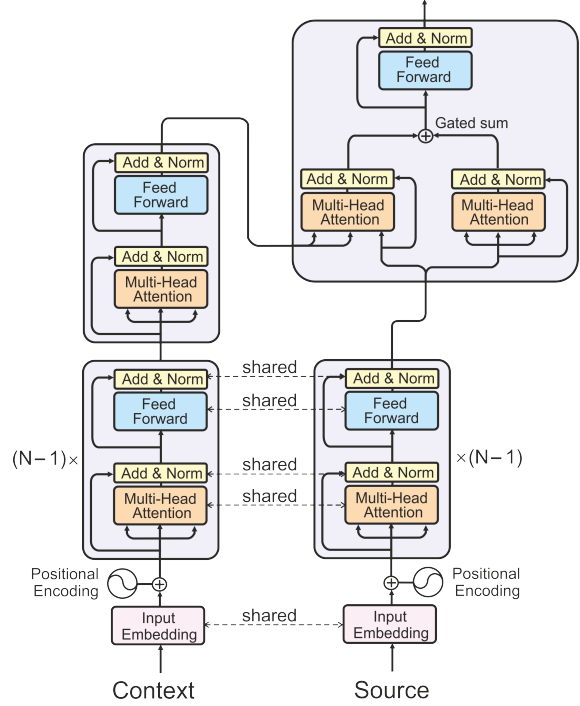 Add & Norm
Feed
Forward
Gated sum
Add & Norm
Multi-Head
Attention
Add & Norm
Multi-Head
Attention
Add & Norm
Feed
Forward
Add & Norm
Multi-Head
Attention
Add & Norm
Feed
Forward
Add & Norm
Multi-Head
Attention
(N−1)×
shared
shared
shared
shared
Add & Norm
Feed
Forward
Add & Norm
Multi-Head
Attention
×(N−1)
Positional
Encoding
Positional
Encoding
Input
Embedding
shared
Input
Embedding
Context
Source